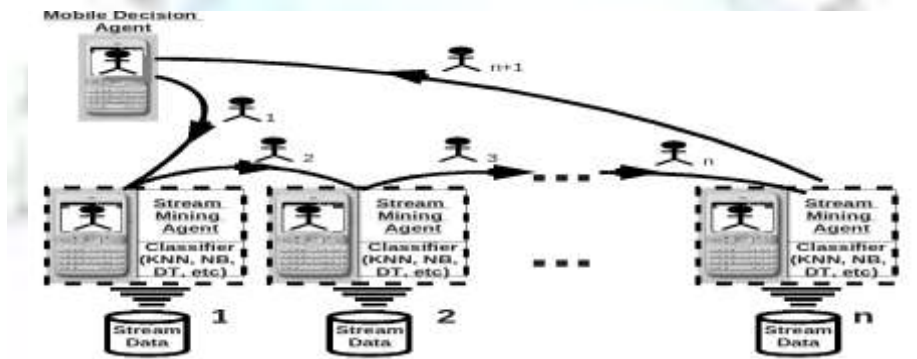 Mobile Decision
Agent
n+1
1
2
3
n
...
Stream
Mining
Agent
Classifier
(KNN, NB,
DT, etc)
Stream
Mining
Agent
Classifier
(KNN, NB,
DT, etc)
...
Stream
Mining
Agent
Classifier
(KNN, NB,
DT, etc)
1
2
n
Stream
Data
Stream
Data
Stream
Data